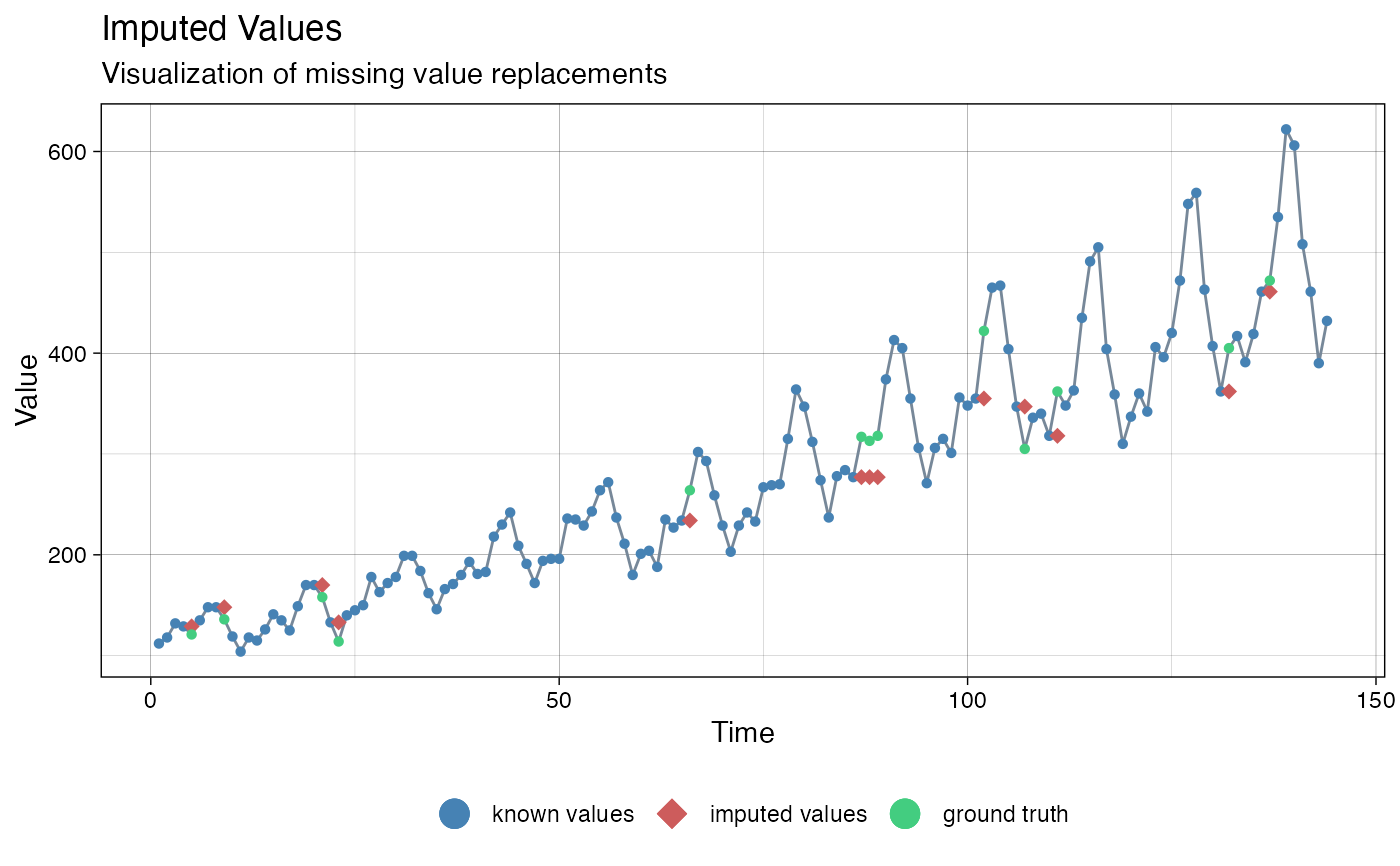 Imputed Values
Visualization of missing value replacements
600
400
200
Value
0 50 100 150
Time
known values imputed values ground truth